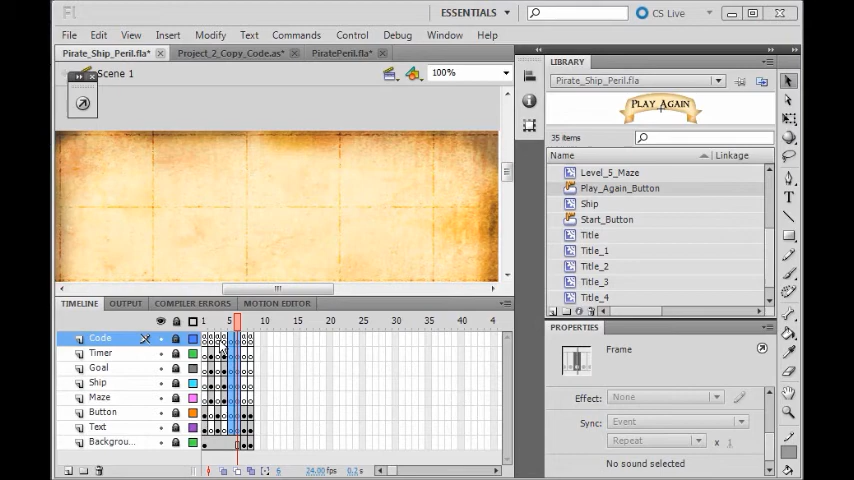 Fl
ESSENTIALS
CS Live
File Edit View Insert Modify Text Commands Control Debug Window Help
Pirate_Ship_Peril.fla* Project_2_Copy_Code.as* PiratePeril.fla*
Scene 1
100%
LIBRARY
Pirate_Ship_Peril.fla
PLAY AGAIN
35 items
Name Linkage
Level_5_Maze
Play_Again_Button
Ship
Start_Button
Title
Title_1
Title_2
Title_3
Title_4
TIMELINE OUTPUT COMPILER ERRORS MOTION EDITOR
1 5 10 15 20 25 30 35 40 4
Code
Timer
Goal
Ship
Maze
Button
Text
Backgrou...
6 24.00 fps 0.2 s
PROPERTIES
Frame
Effect: None
Sync: Event
Repeat x 1
No sound selected